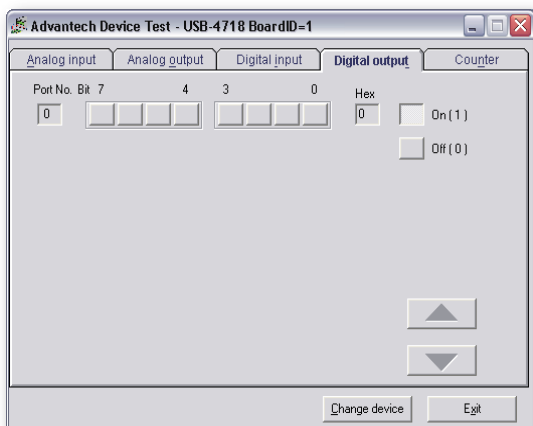 Advantech Device Test - USB-4718 BoardID=1
Analog input Analog output Digital input Digital output Counter
Port No. Bit 7 4 3 0 Hex
0 0 On ( 1 )
Off ( 0 )
Change device Exit